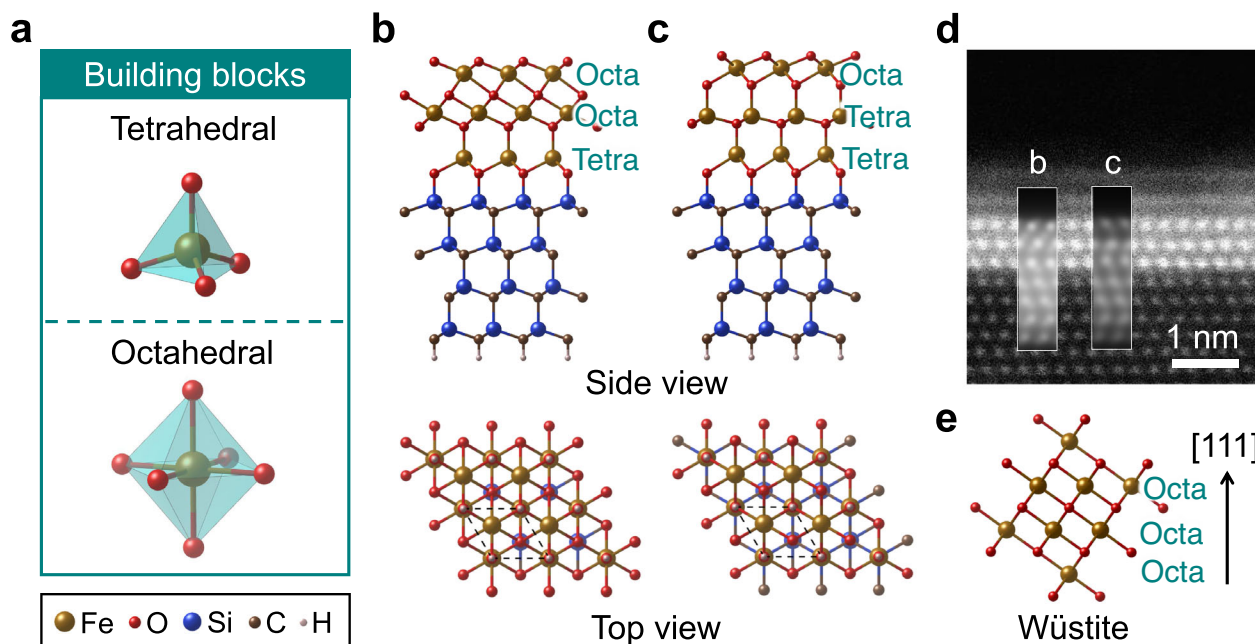 a
Building blocks
Tetrahedral
Octahedral
Fe O Si C H
b
Octa
Octa
Tetra
c
Octa
Tetra
Tetra
Side view
Top view
d
b c
1 nm
e
[111]
Octa
Octa
Octa
Wüstite